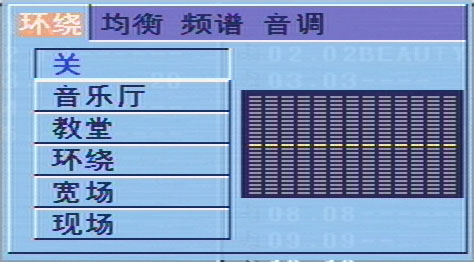 环绕 均衡 频谱 音调
关
音乐厅
教堂
环绕
宽场
现场
02.02BEAUTY
03.03--
08.08
09.09--